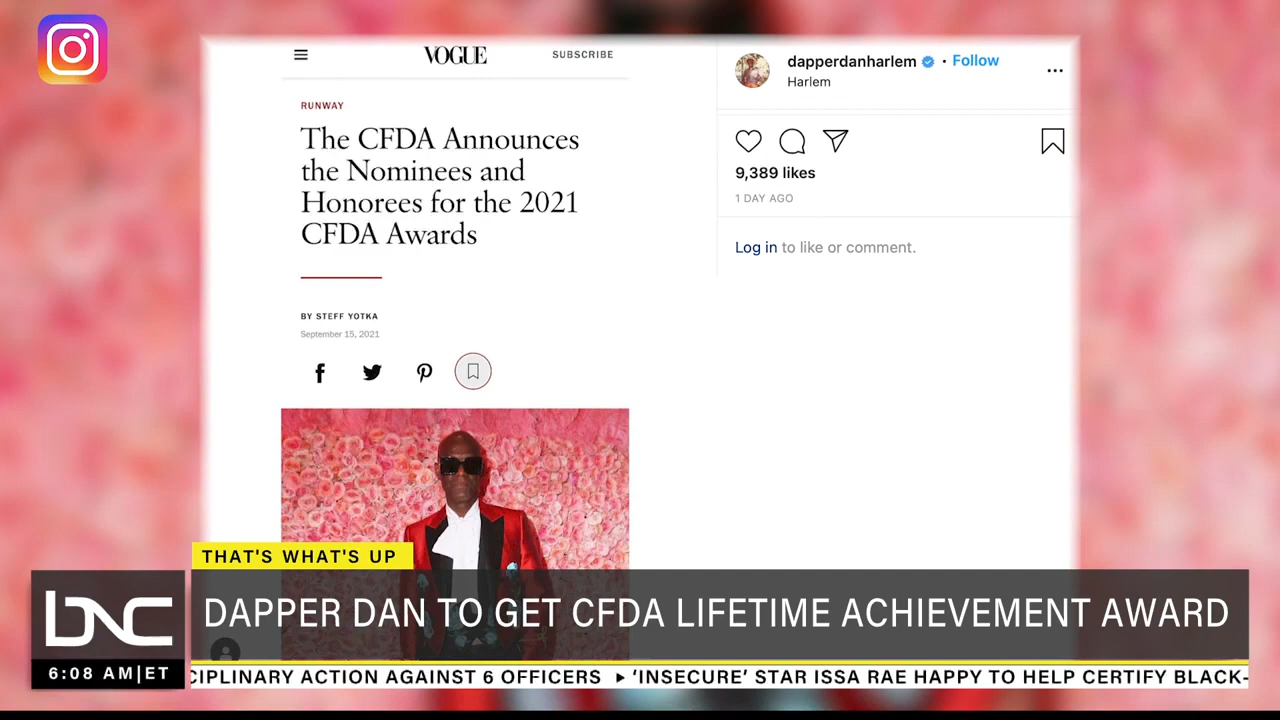 VOGUE
SUBSCRIBE
RUNWAY
The CFDA Announces
the Nominees and
Honorees for the 2021
CFDA Awards
BY STEFF YOTKA
September 15, 2021
dapperdanharlem • Follow
Harlem
9,389 likes
1 DAY AGO
Log in to like or comment.
THAT'S WHAT'S UP
DAPPER DAN TO GET CFDA LIFETIME ACHIEVEMENT AWARD
BNC
6:08 AM|ET
CIPLINARY ACTION AGAINST 6 OFFICERS ▸ ‘INSECURE’ STAR ISSA RAE HAPPY TO HELP CERTIFY BLACK-